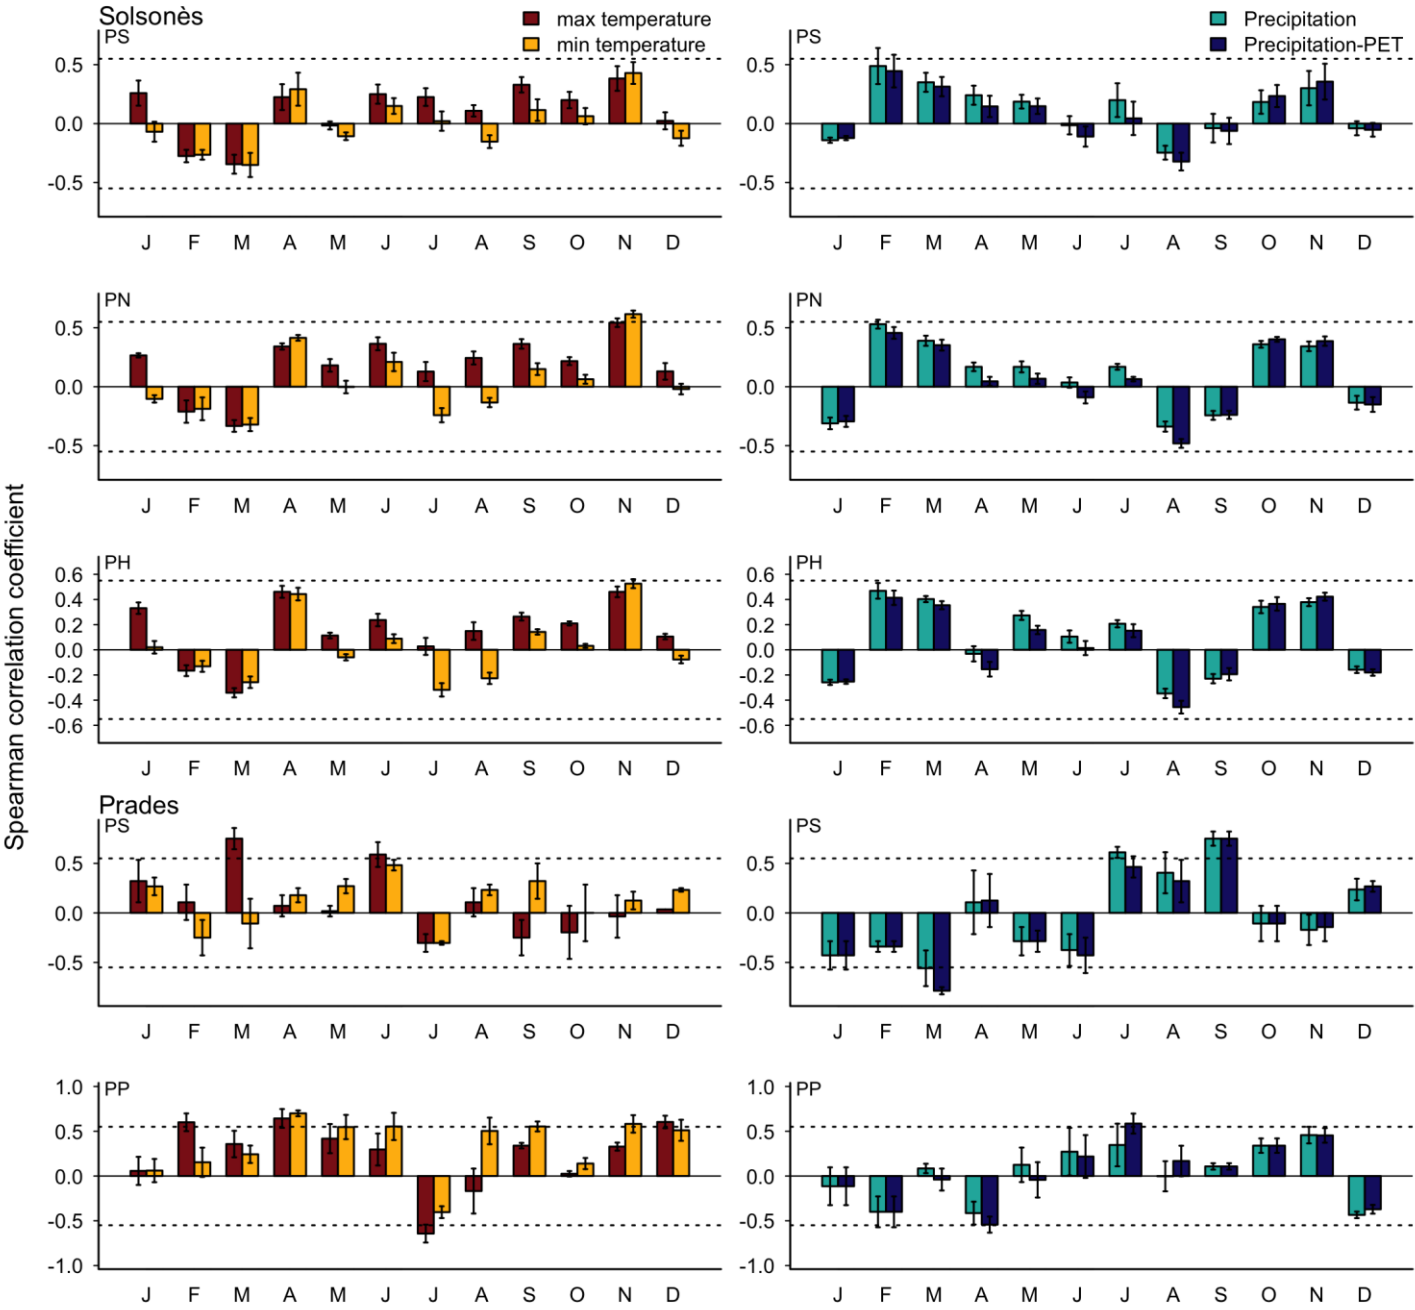 Solsonès
PS
max temperature
min temperature
0.5
0.0
-0.5
J F M A M J J A S O N D
PS
Precipitation
Precipitation-PET
0.5
0.0
-0.5
J F M A M J J A S O N D
PN
0.5
0.0
-0.5
J F M A M J J A S O N D
PN
0.5
0.0
-0.5
J F M A M J J A S O N D
Spearman correlation coefficient
PH
0.6
0.4
0.2
0.0
-0.2
-0.4
-0.6
J F M A M J J A S O N D
PH
0.6
0.4
0.2
0.0
-0.2
-0.4
-0.6
J F M A M J J A S O N D
Prades
PS
0.5
0.0
-0.5
J F M A M J J A S O N D
PS
0.5
0.0
-0.5
J F M A M J J A S O N D
PP
1.0
0.5
0.0
-0.5
-1.0
J F M A M J J A S O N D
PP
1.0
0.5
0.0
-0.5
-1.0
J F M A M J J A S O N D